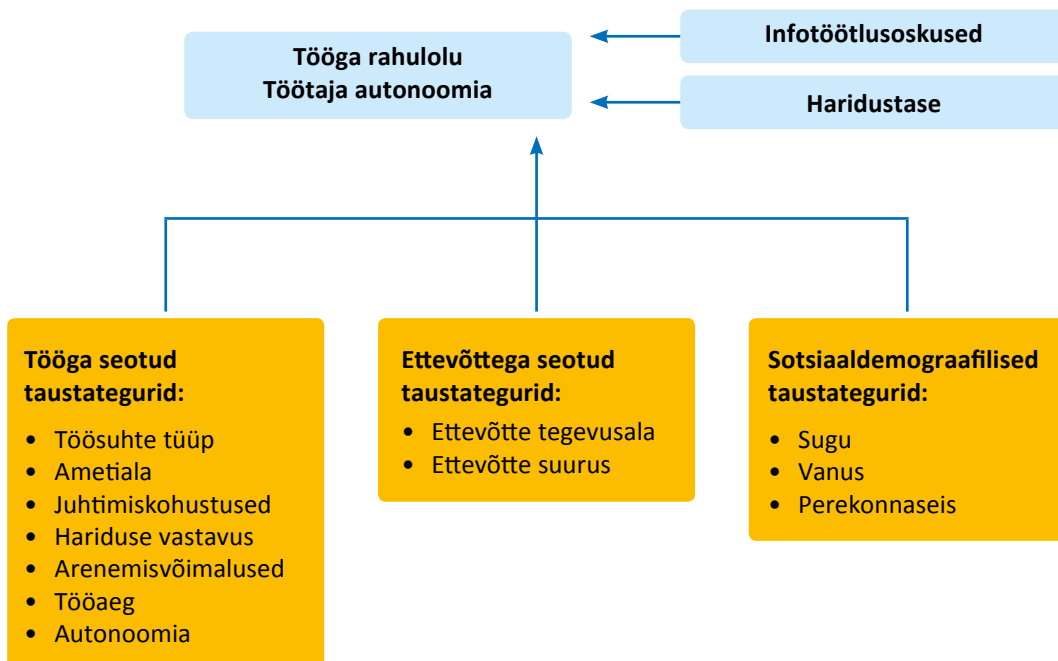 Tööga rahulolu
Töötaja autonoomia
Infotöötlusoskused
Haridustase
Tööga seotud
taustategurid:
• Töösuhte tüüp
• Ametiala
• Juhtimiskohustused
• Hariduse vastavus
• Arenemisvõimalused
• Tööaeg
• Autonoomia
Ettevõttega seotud
taustategurid:
• Ettevõtte tegevusala
• Ettevõtte suurus
Sotsiaaldemograafilised
taustategurid:
• Sugu
• Vanus
• Perekonnaseis